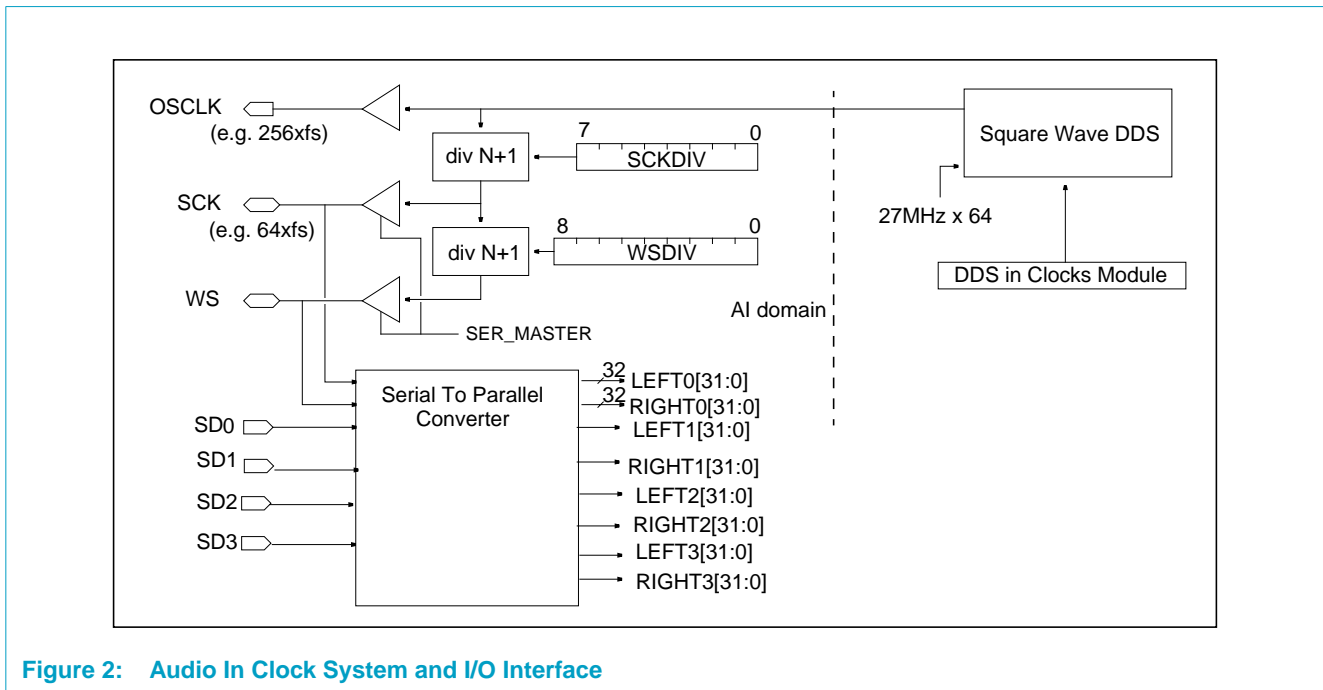 OSCLK
(e.g. 256xfs)
7 0
div N+1
SCKDIV
Square Wave DDS
SCK
(e.g. 64xfs)
27MHz x 64
8 0
div N+1
WSDIV
DDS in Clocks Module
WS
AI domain
SER_MASTER
Serial To Parallel
Converter
32
LEFT0[31:0]
32
RIGHT0[31:0]
SD0
LEFT1[31:0]
SD1
RIGHT1[31:0]
SD2
LEFT2[31:0]
RIGHT2[31:0]
SD3
LEFT3[31:0]
RIGHT3[31:0]
Figure 2: Audio In Clock System and I/O Interface